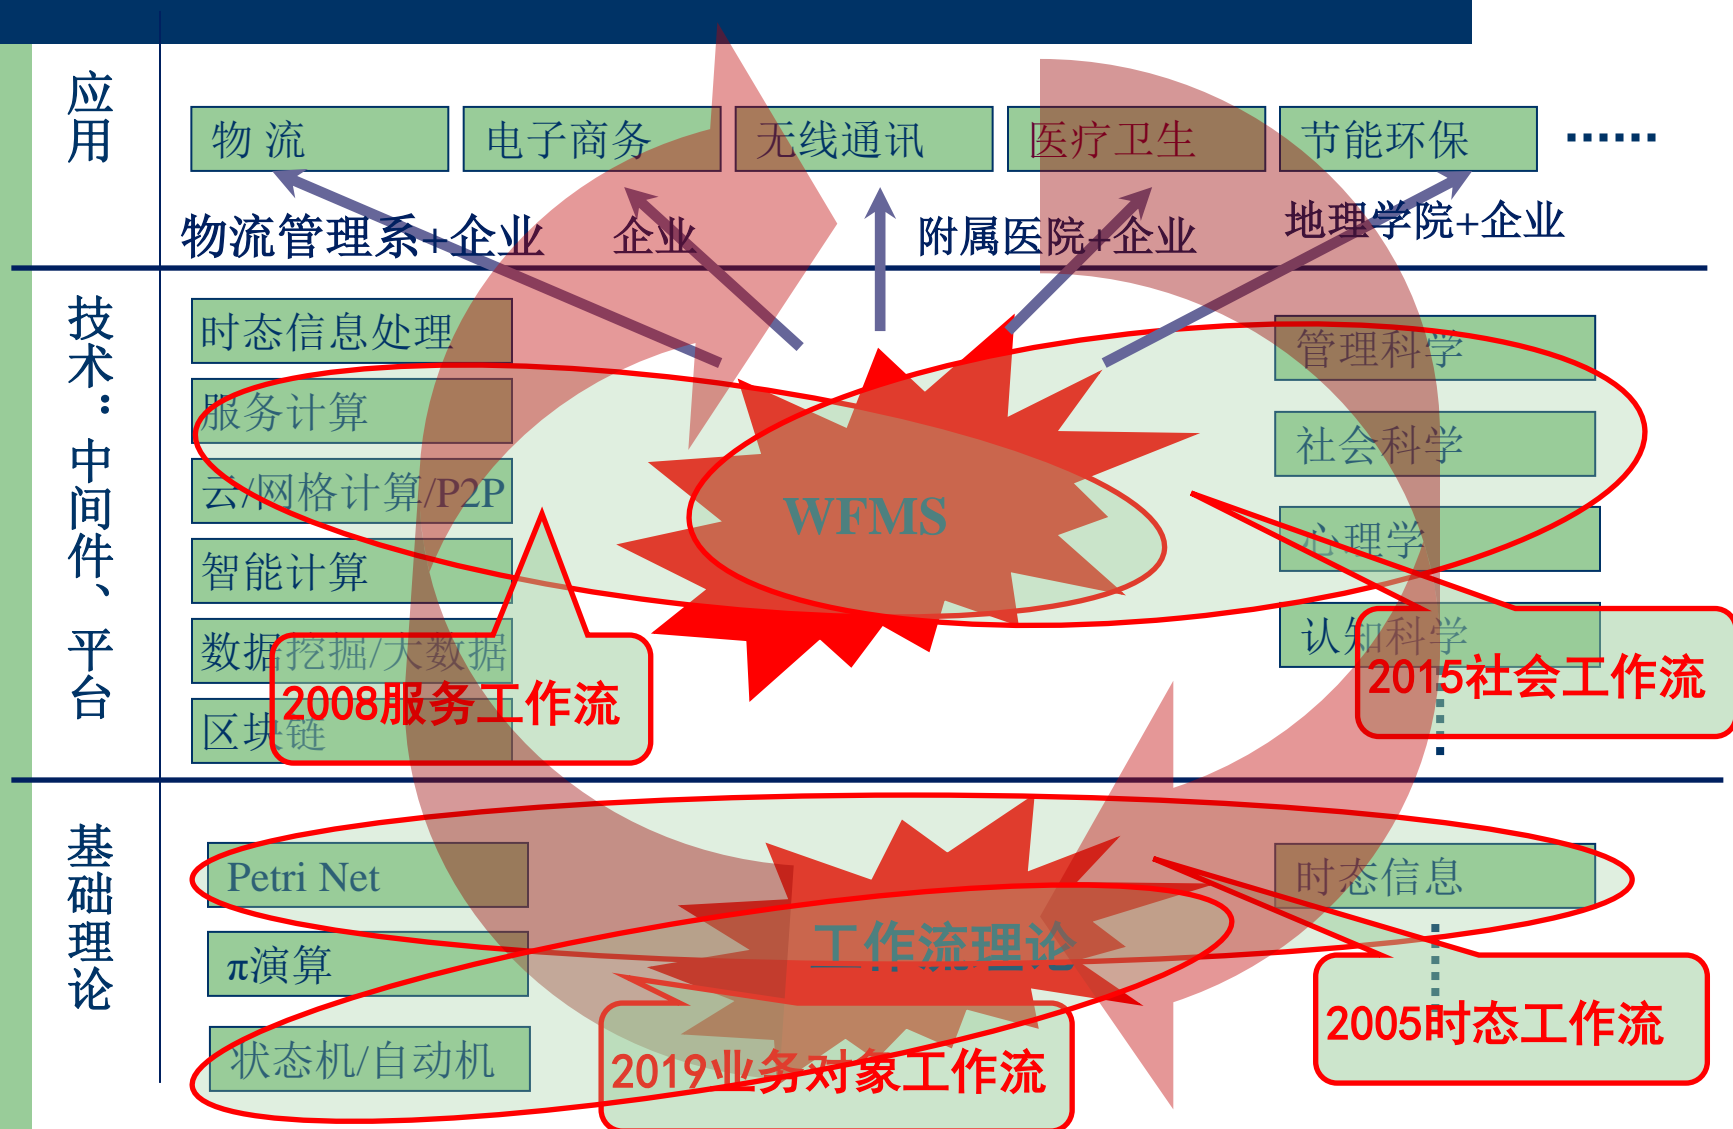 应用
物 流
电子商务
无线通讯
医疗卫生
节能环保
······
物流管理系+企业
企业
附属医院+企业
地理学院+企业
技术：中间件、平台
时态信息处理
服务计算
云/网格计算/P2P
智能计算
数据挖掘/大数据
区块链
WFMS
管理科学
社会科学
心理学
认知科学
2008服务工作流
2015社会工作流
基础理论
Petri Net
π演算
状态机/自动机
工作流理论
时态信息
2019业务对象工作流
2005时态工作流